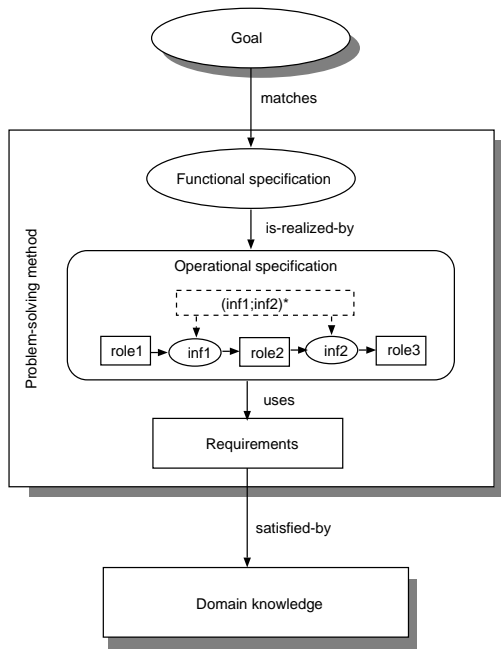 Goal
matches
Problem-solving method
Functional specification
is-realized-by
Operational specification
(inf1;inf2)*
role1
inf1
role2
inf2
role3
uses
Requirements
satisfied-by
Domain knowledge